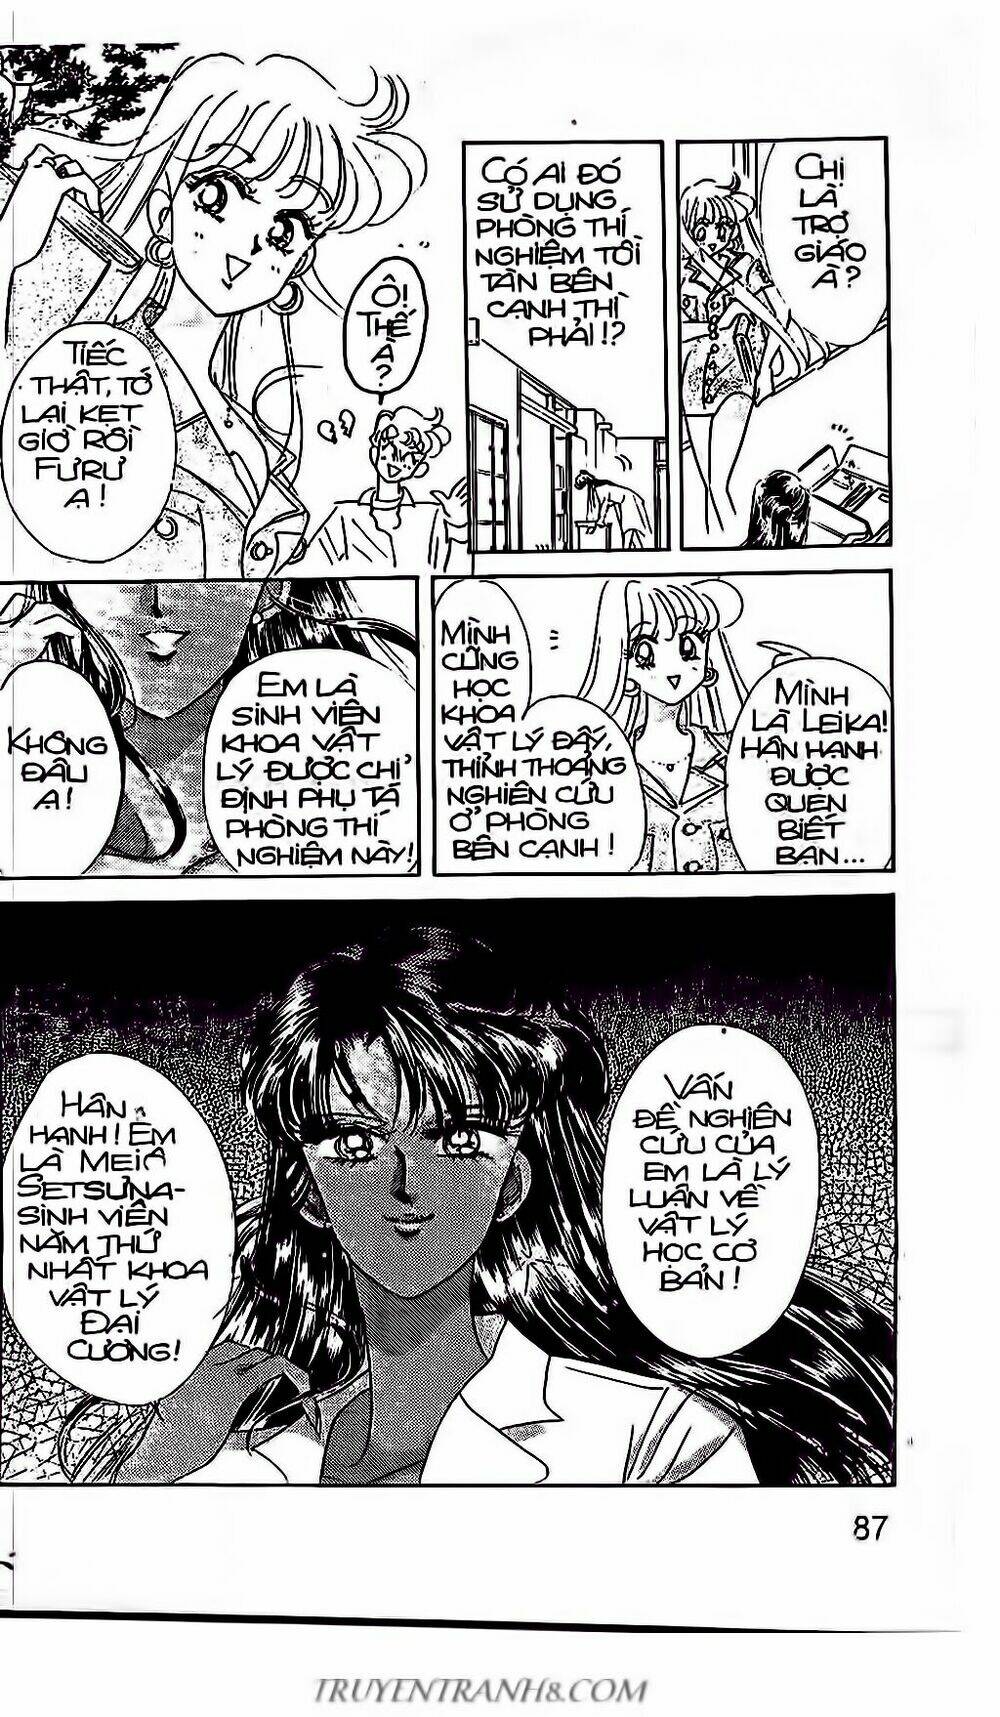 TIẾC
THẬT, TỚ
LẠI KẸT
GIỜ RỒI
FƯRƯ
Ạ!
Ô!
THẾ
À?
CÓ AI ĐÓ
SỬ DỤNG
PHÒNG THÍ
NGHIỆM TỒI
TÀN BÊN
CẠNH THÌ
PHẢI!?
CHỊ
LÀ
TRỢ
GIÁO
À?
KHÔNG
ĐÂU
Ạ!
EM LÀ
SINH VIÊN
KHOA VẬT
LÝ ĐƯỢC CHỈ
ĐỊNH PHỤ TÁ
PHÒNG THÍ
NGHIỆM NÀY!
MÌNH
CŨNG
HỌC
KHOA
VẬT LÝ ĐẤY,
THỈNH THOẢNG
NGHIÊN CỨU
Ở PHÒNG
BÊN CẠNH!
MÌNH
LÀ LEIKA!
HÂN HẠNH
ĐƯỢC
QUEN
BIẾT
BẠN...
HÂN
HẠNH! EM
LÀ MEIÔ
SETSƯNA-
SINH VIÊN
NĂM THỨ
NHẤT KHOA
VẬT LÝ
ĐẠI
CƯƠNG!
VẤN
ĐỀ NGHIÊN
CỨU CỦA
EM LÀ LÝ
LUẬN VỀ
VẬT LÝ
HỌC CƠ
BẢN!
87
TRUYENTRANH8.COM